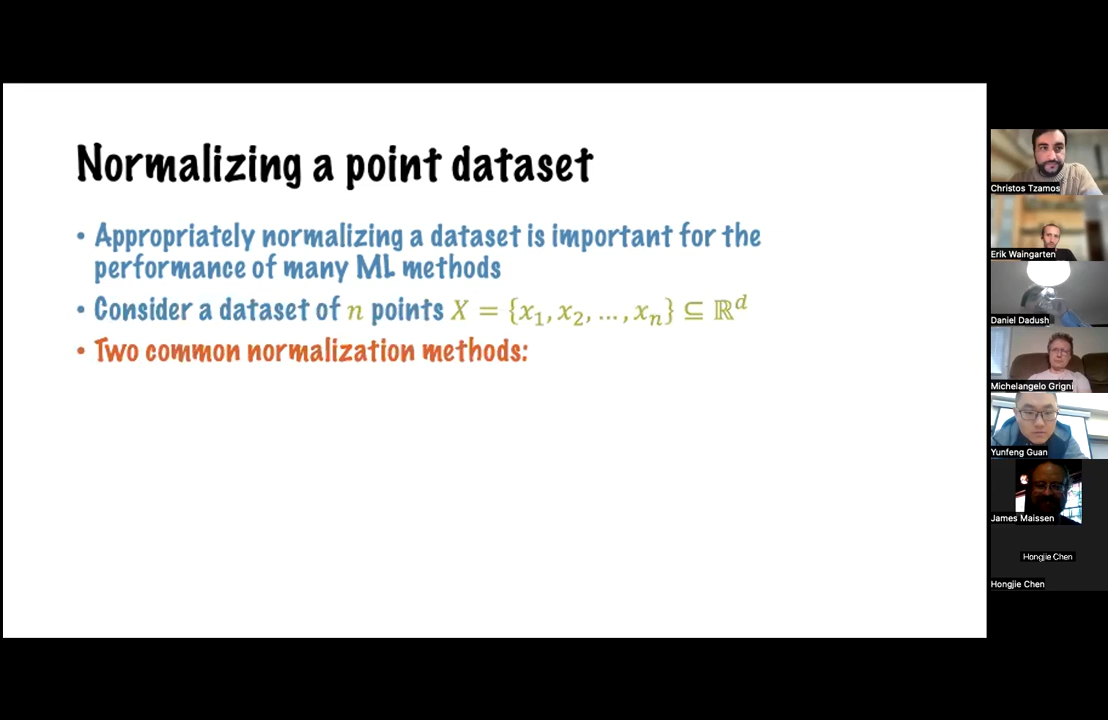 Normalizing a point dataset
• Appropriately normalizing a dataset is important for the
performance of many ML methods
• Consider a dataset of n points X = {x₁, x₂, …, xₙ} ⊆ ℝᵈ
• Two common normalization methods:
Christos Tzamos
Erik Waingarten
Daniel Dadush
Michelangelo Grigni
Yunfeng Guan
James Maissen
Hongjie Chen
Hongjie Chen